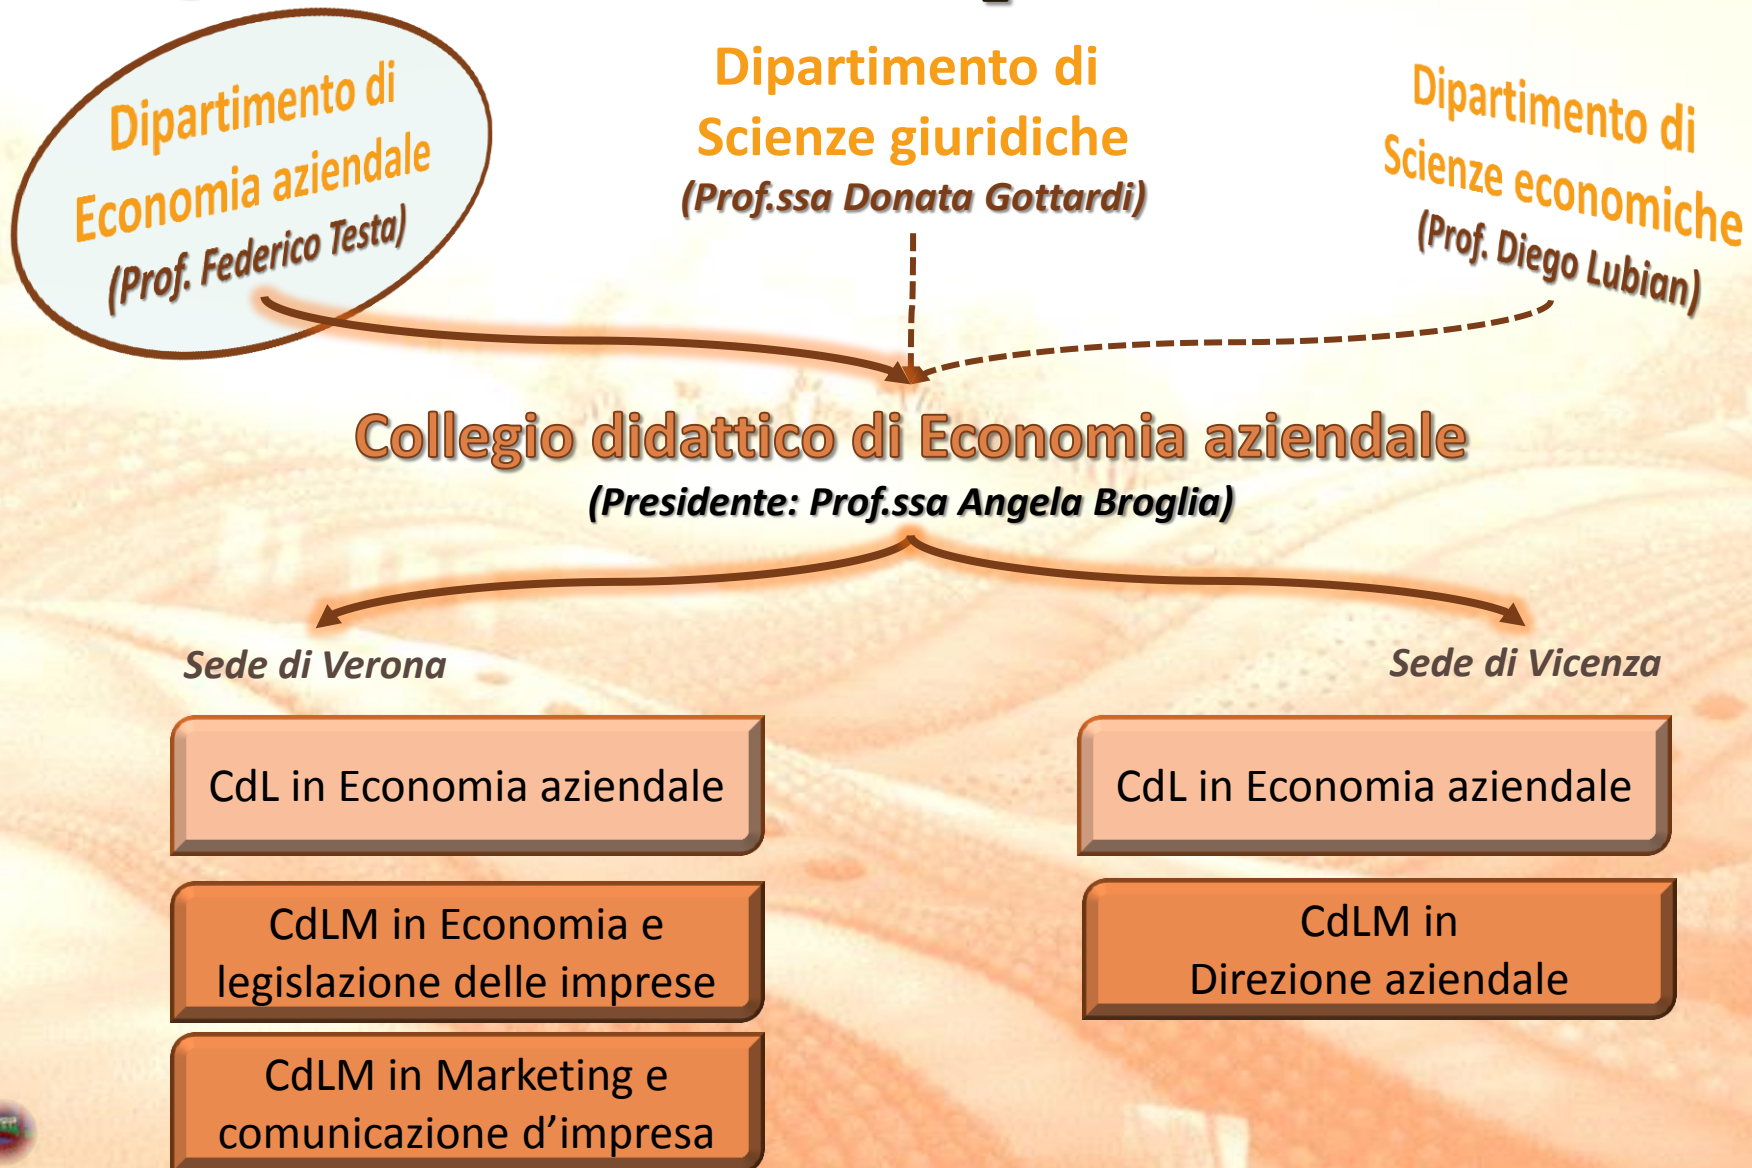 Dipartimento di
Economia aziendale
(Prof. Federico Testa)
Dipartimento di
Scienze giuridiche
(Prof.ssa Donata Gottardi)
Dipartimento di
Scienze economiche
(Prof. Diego Lubian)
Collegio didattico di Economia aziendale
(Presidente: Prof.ssa Angela Broglia)
Sede di Verona
Sede di Vicenza
CdL in Economia aziendale
CdL in Economia aziendale
CdLM in Economia e
legislazione delle imprese
CdLM in
Direzione aziendale
CdLM in Marketing e
comunicazione d’impresa